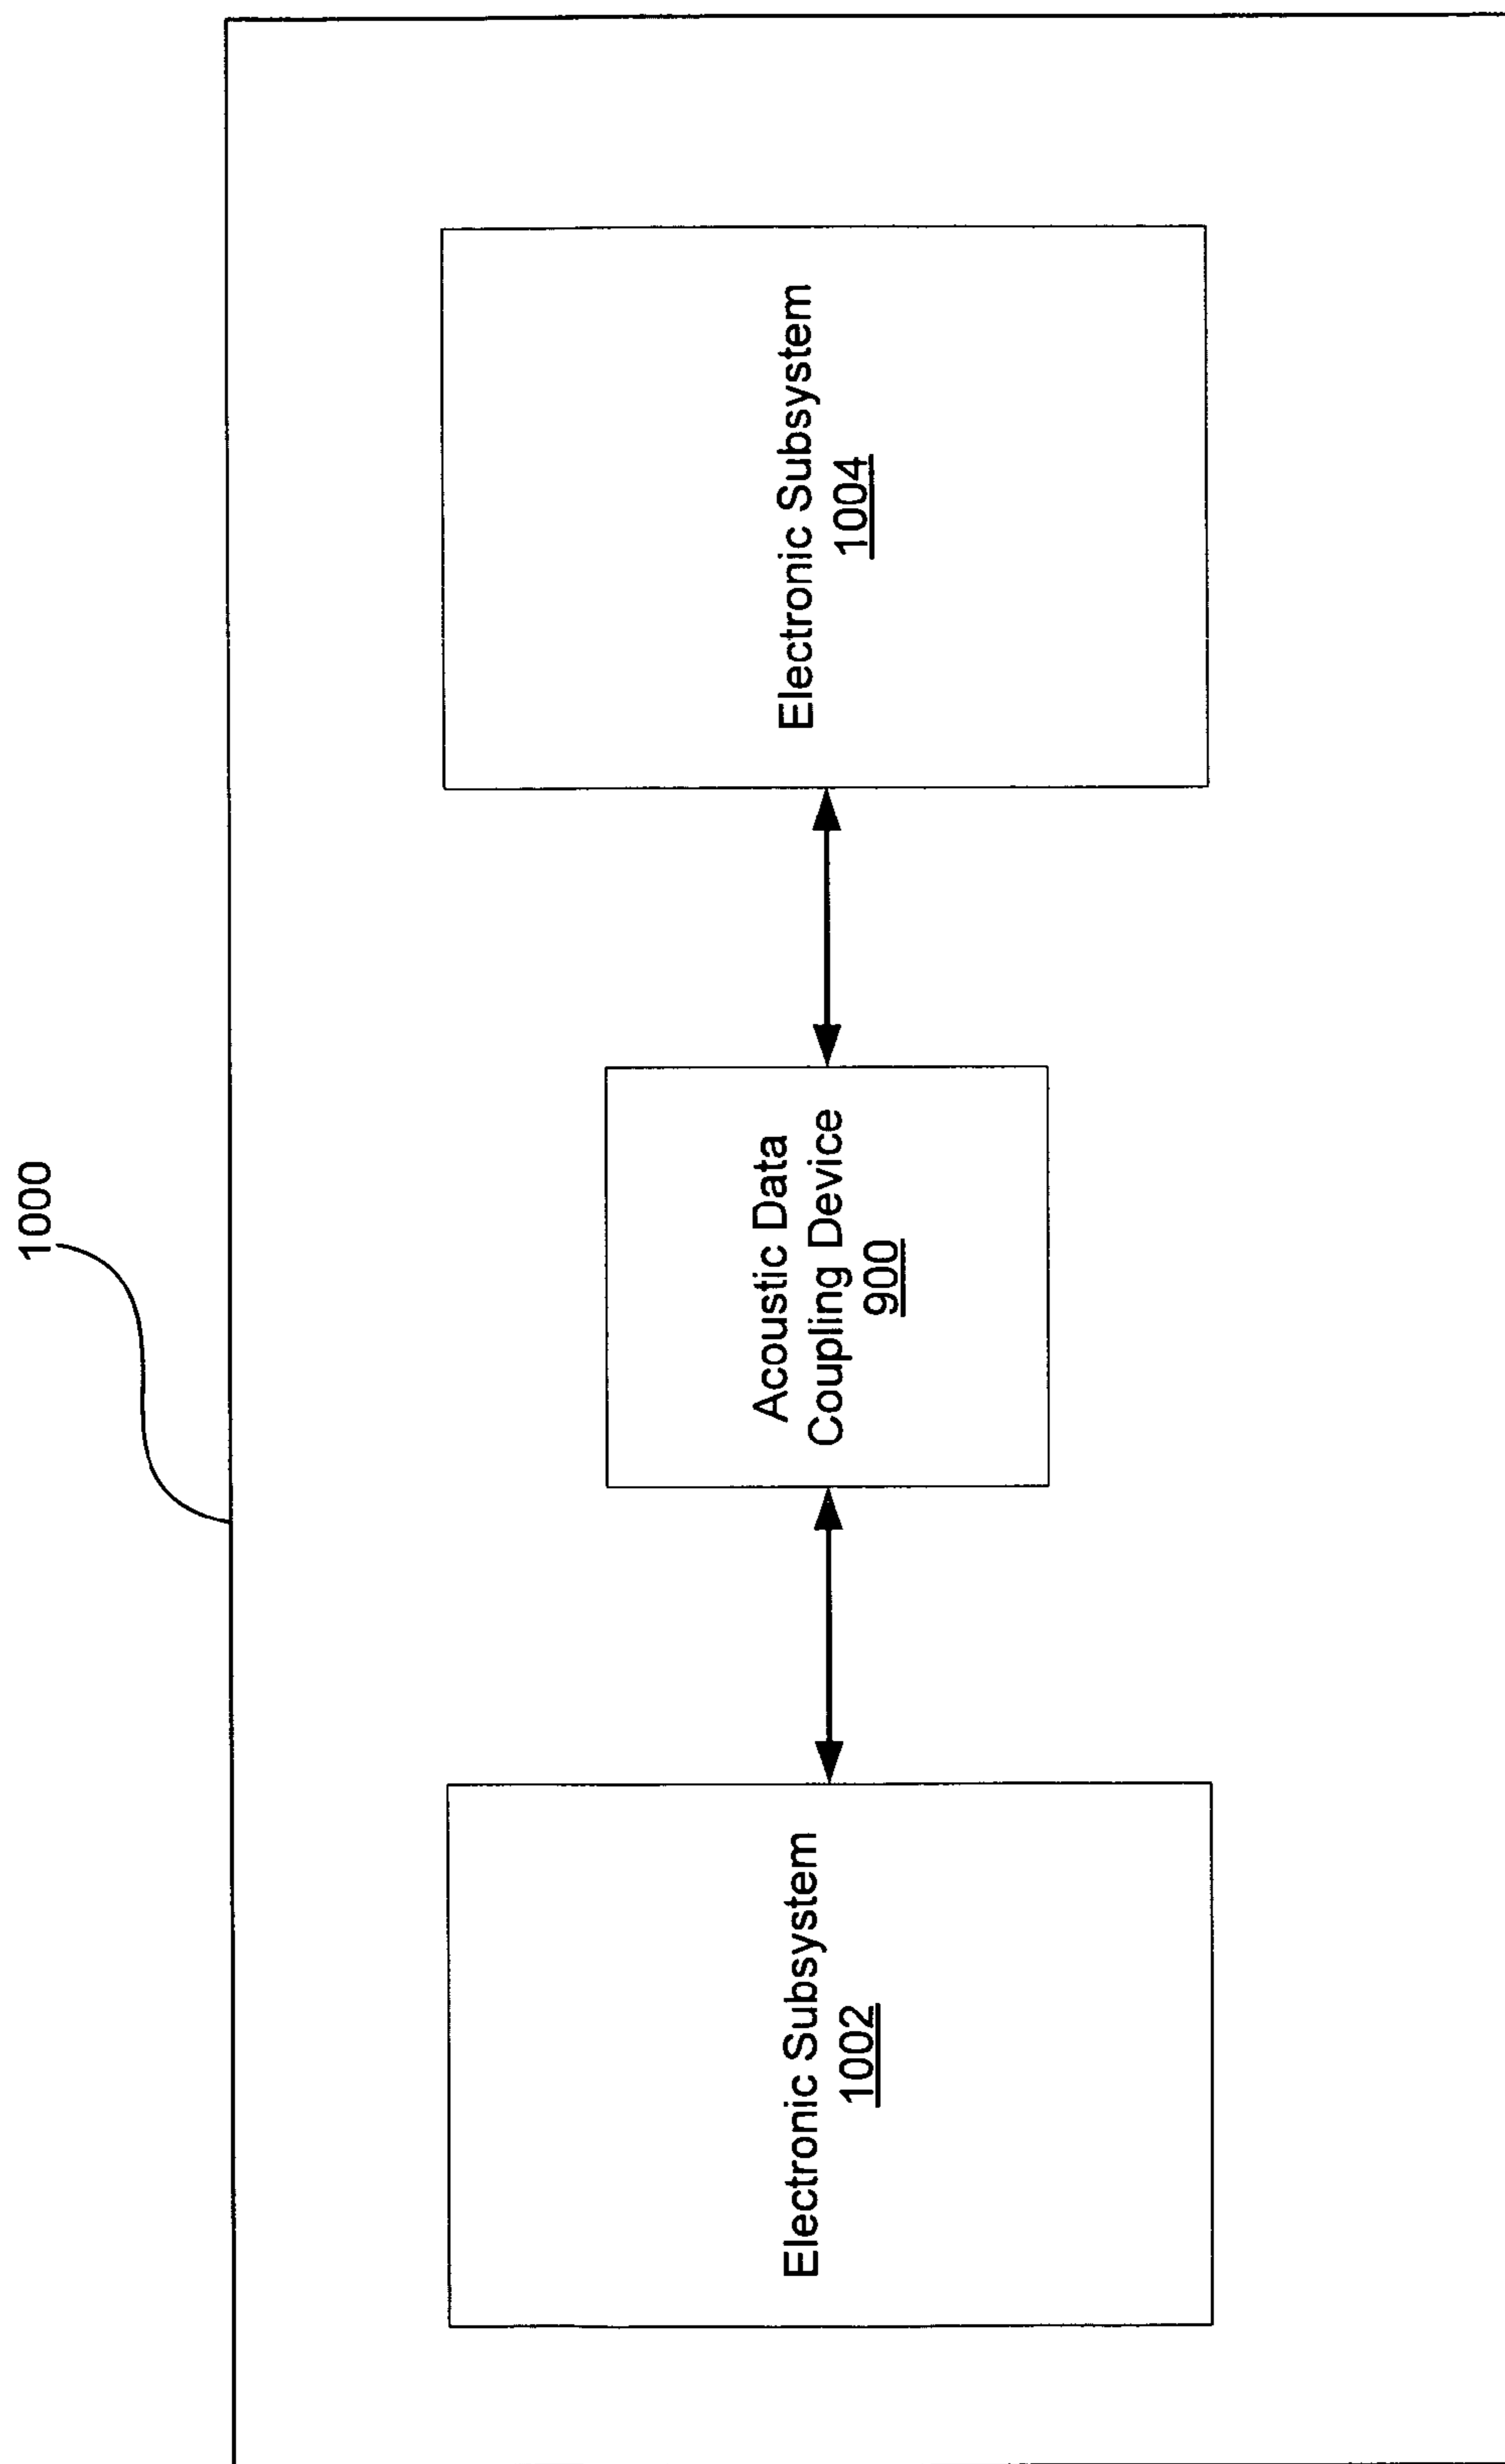 1000
Electronic Subsystem
1002
Acoustic Data
Coupling Device
900
Electronic Subsystem
1004